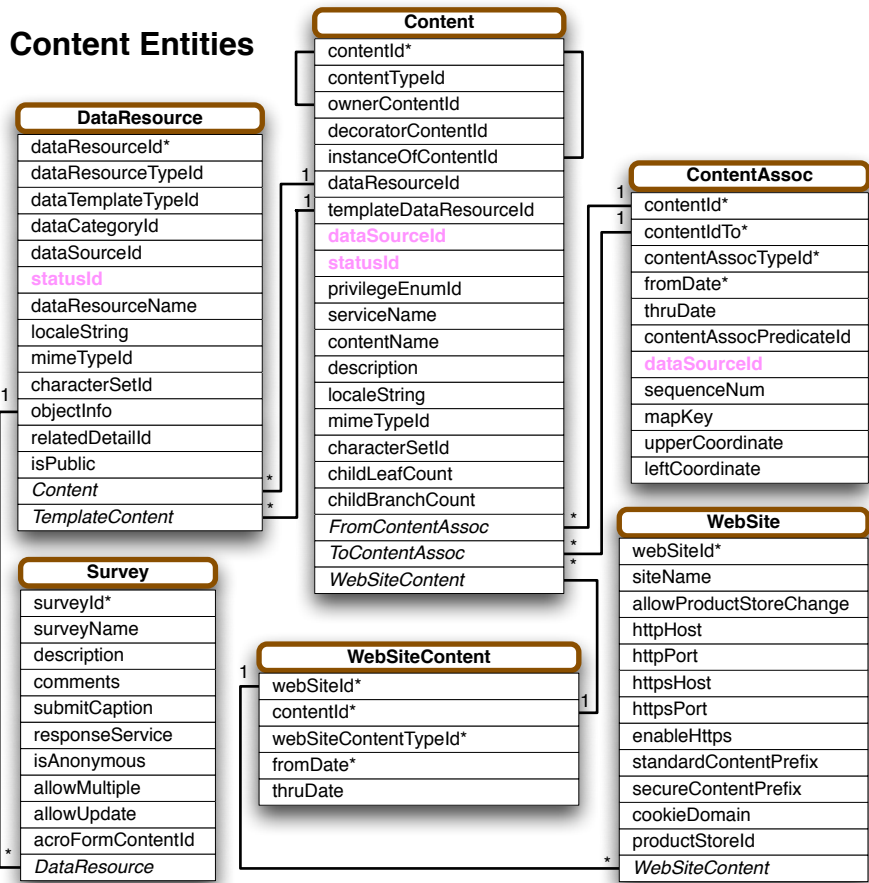 Content Entities
Content
contentId*
contentTypeId
ownerContentId
decoratorContentId
instanceOfContentId
dataResourceId
templateDataResourceId
dataSourceId
statusId
privilegeEnumId
serviceName
contentName
description
localeString
mimeTypeId
characterSetId
childLeafCount
childBranchCount
FromContentAssoc
ToContentAssoc
WebSiteContent
1
1
*
*
*
DataResource
dataResourceId*
dataResourceTypeId
dataTemplateTypeId
dataCategoryId
dataSourceId
statusId
dataResourceName
localeString
mimeTypeId
characterSetId
objectInfo
relatedDetailId
isPublic
Content
TemplateContent
1
*
*
ContentAssoc
contentId*
contentIdTo*
contentAssocTypeId*
fromDate*
thruDate
contentAssocPredicateId
dataSourceId
sequenceNum
mapKey
upperCoordinate
leftCoordinate
1
1
Survey
surveyId*
surveyName
description
comments
submitCaption
responseService
isAnonymous
allowMultiple
allowUpdate
acroFormContentId
DataResource
*
WebSiteContent
webSiteId*
contentId*
webSiteContentTypeId*
fromDate*
thruDate
1
1
WebSite
webSiteId*
siteName
allowProductStoreChange
httpHost
httpPort
httpsHost
httpsPort
enableHttps
standardContentPrefix
secureContentPrefix
cookieDomain
productStoreId
WebSiteContent
*